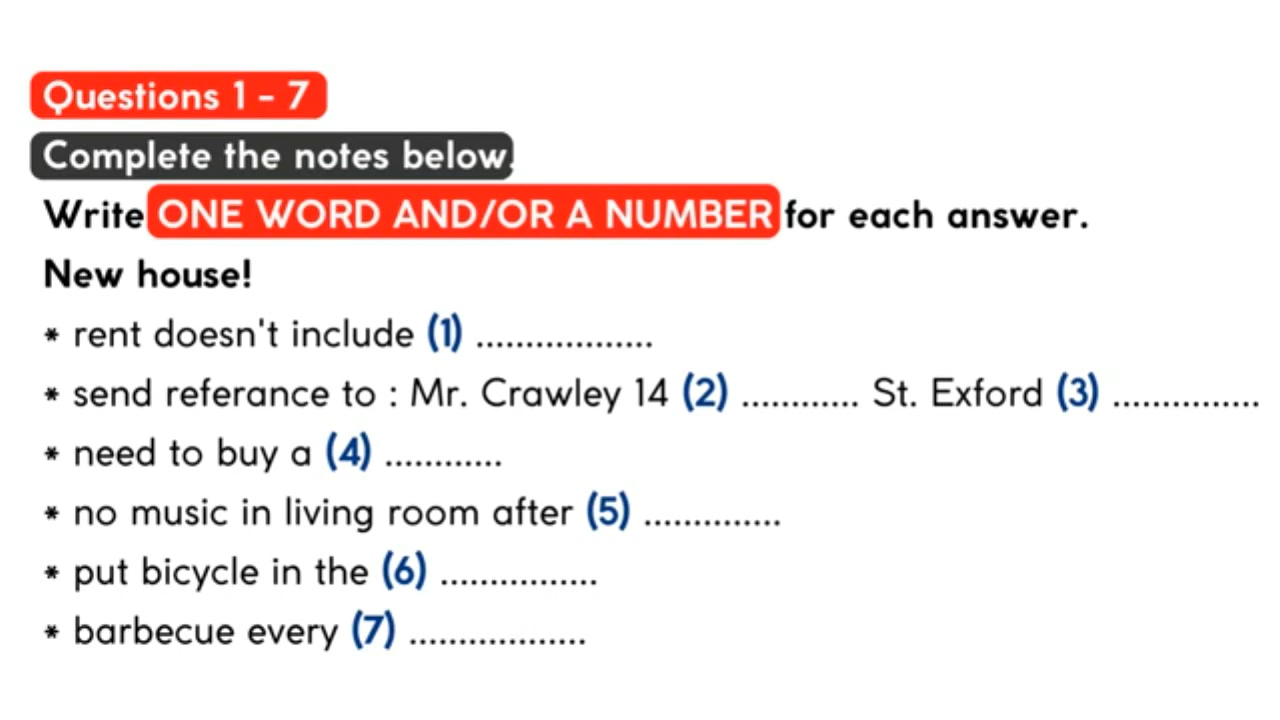 Questions 1 - 7
Complete the notes below.
Write ONE WORD AND/OR A NUMBER for each answer.
New house!
* rent doesn't include (1) ..................
* send referance to : Mr. Crawley 14 (2) ............ St. Exford (3) ...............
* need to buy a (4) ............
* no music in living room after (5) ..............
* put bicycle in the (6) ................
* barbecue every (7) ..................